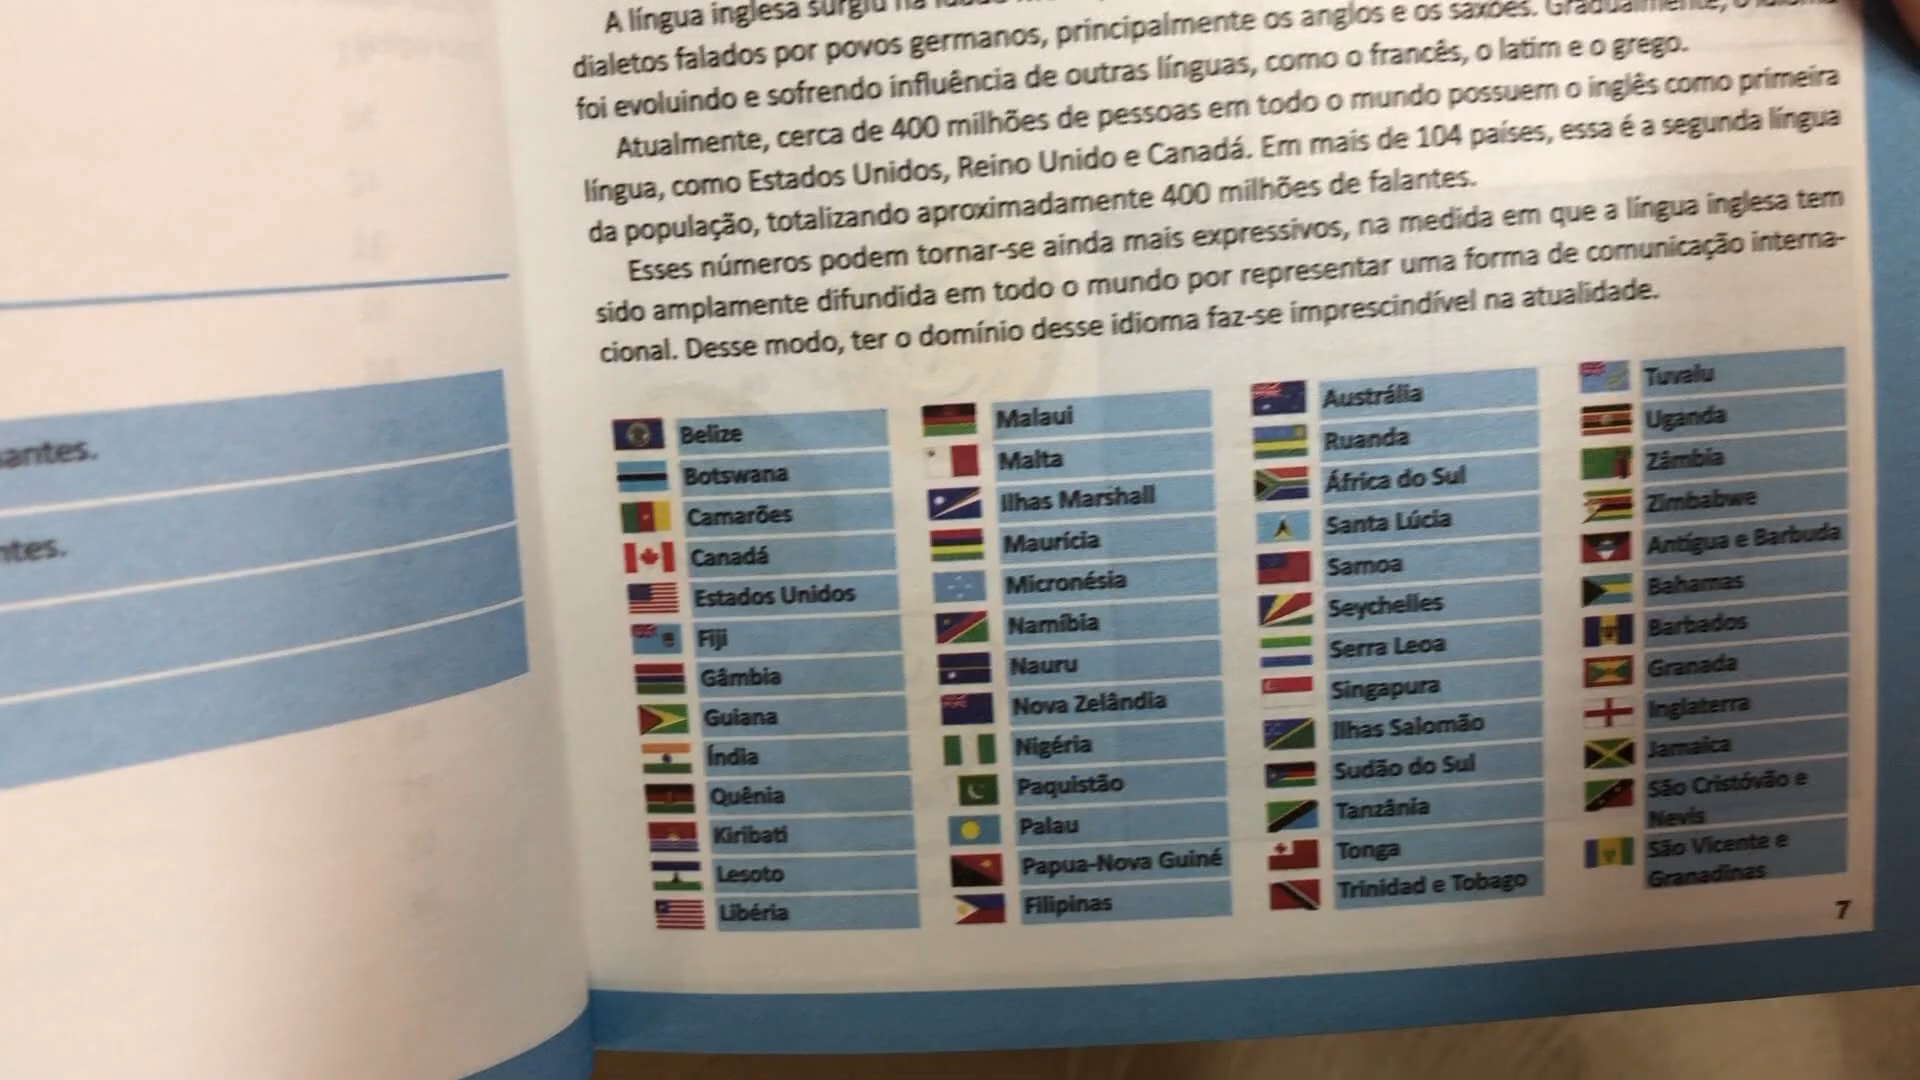 A língua inglesa surgiu na Idade
dialetos falados por povos germanos, principalmente os anglos e os saxões. Gradualmente, o idioma
foi evoluindo e sofrendo influência de outras línguas, como o francês, o latim e o grego.
Atualmente, cerca de 400 milhões de pessoas em todo o mundo possuem o inglês como primeira
língua, como Estados Unidos, Reino Unido e Canadá. Em mais de 104 países, essa é a segunda língua
da população, totalizando aproximadamente 400 milhões de falantes.
Esses números podem tornar-se ainda mais expressivos, na medida em que a língua inglesa tem
sido amplamente difundida em todo o mundo por representar uma forma de comunicação interna-
cional. Desse modo, ter o domínio desse idioma faz-se imprescindível na atualidade.
Belize
Botswana
Camarões
Canadá
Estados Unidos
Fiji
Gâmbia
Guiana
Índia
Quênia
Kiribati
Lesoto
Libéria
Malaui
Malta
Ilhas Marshall
Maurícia
Micronésia
Namíbia
Nauru
Nova Zelândia
Nigéria
Paquistão
Palau
Papua-Nova Guiné
Filipinas
Austrália
Ruanda
África do Sul
Santa Lúcia
Samoa
Seychelles
Serra Leoa
Singapura
Ilhas Salomão
Sudão do Sul
Tanzânia
Tonga
Trinidad e Tobago
Tuvalu
Uganda
Zâmbia
Zimbabwe
Antígua e Barbuda
Bahamas
Barbados
Granada
Inglaterra
Jamaica
São Cristóvão e
Nevis
São Vicente e
Granadinas
7